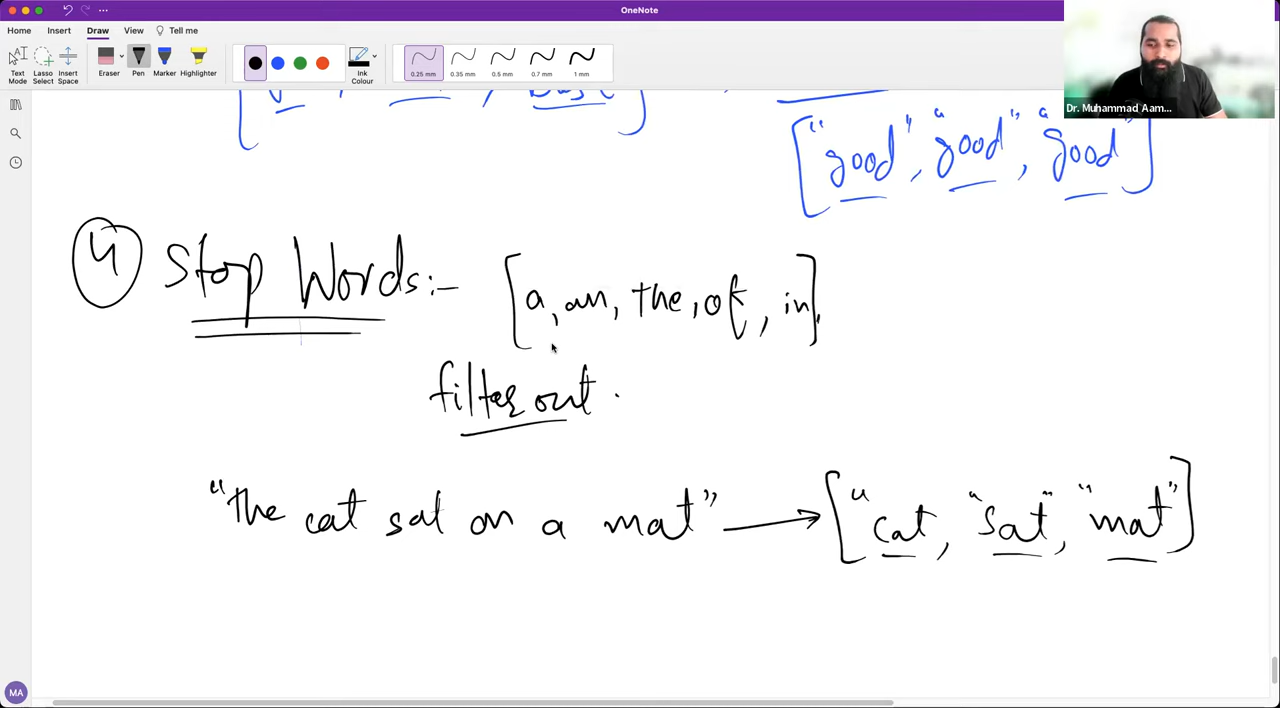 OneNote
Home Insert Draw View Tell me
Text Mode Lasso Select Insert Space Eraser Pen Marker Highlighter 0.25 mm 0.35 mm 0.5 mm 0.7 mm 1 mm Ink Colour
Dr. Muhammad Aam...
["good", "good", "good"]
4 Stop Words:- [a, an, the, of, in].
filter out.
"the cat sat on a mat" → ["cat, "sat", "mat"]
MA